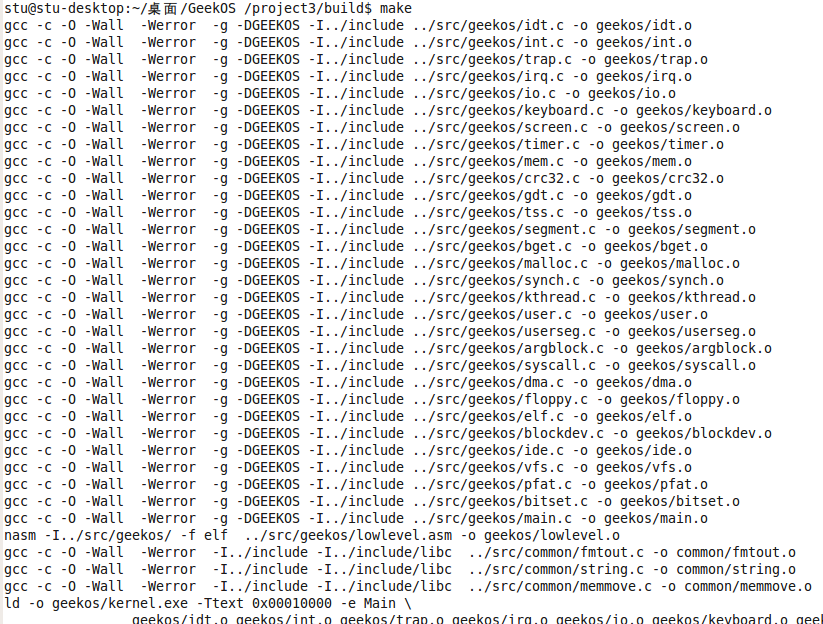 stu@stu-desktop:~/桌面/GeekOS /project3/build$ make
gcc -c -O -Wall  -Werror  -g -DGEEKOS -I../include ../src/geekos/idt.c -o geekos/idt.o
gcc -c -O -Wall  -Werror  -g -DGEEKOS -I../include ../src/geekos/int.c -o geekos/int.o
gcc -c -O -Wall  -Werror  -g -DGEEKOS -I../include ../src/geekos/trap.c -o geekos/trap.o
gcc -c -O -Wall  -Werror  -g -DGEEKOS -I../include ../src/geekos/irq.c -o geekos/irq.o
gcc -c -O -Wall  -Werror  -g -DGEEKOS -I../include ../src/geekos/io.c -o geekos/io.o
gcc -c -O -Wall  -Werror  -g -DGEEKOS -I../include ../src/geekos/keyboard.c -o geekos/keyboard.o
gcc -c -O -Wall  -Werror  -g -DGEEKOS -I../include ../src/geekos/screen.c -o geekos/screen.o
gcc -c -O -Wall  -Werror  -g -DGEEKOS -I../include ../src/geekos/timer.c -o geekos/timer.o
gcc -c -O -Wall  -Werror  -g -DGEEKOS -I../include ../src/geekos/mem.c -o geekos/mem.o
gcc -c -O -Wall  -Werror  -g -DGEEKOS -I../include ../src/geekos/crc32.c -o geekos/crc32.o
gcc -c -O -Wall  -Werror  -g -DGEEKOS -I../include ../src/geekos/gdt.c -o geekos/gdt.o
gcc -c -O -Wall  -Werror  -g -DGEEKOS -I../include ../src/geekos/tss.c -o geekos/tss.o
gcc -c -O -Wall  -Werror  -g -DGEEKOS -I../include ../src/geekos/segment.c -o geekos/segment.o
gcc -c -O -Wall  -Werror  -g -DGEEKOS -I../include ../src/geekos/bget.c -o geekos/bget.o
gcc -c -O -Wall  -Werror  -g -DGEEKOS -I../include ../src/geekos/malloc.c -o geekos/malloc.o
gcc -c -O -Wall  -Werror  -g -DGEEKOS -I../include ../src/geekos/synch.c -o geekos/synch.o
gcc -c -O -Wall  -Werror  -g -DGEEKOS -I../include ../src/geekos/kthread.c -o geekos/kthread.o
gcc -c -O -Wall  -Werror  -g -DGEEKOS -I../include ../src/geekos/user.c -o geekos/user.o
gcc -c -O -Wall  -Werror  -g -DGEEKOS -I../include ../src/geekos/userseg.c -o geekos/userseg.o
gcc -c -O -Wall  -Werror  -g -DGEEKOS -I../include ../src/geekos/argblock.c -o geekos/argblock.o
gcc -c -O -Wall  -Werror  -g -DGEEKOS -I../include ../src/geekos/syscall.c -o geekos/syscall.o
gcc -c -O -Wall  -Werror  -g -DGEEKOS -I../include ../src/geekos/dma.c -o geekos/dma.o
gcc -c -O -Wall  -Werror  -g -DGEEKOS -I../include ../src/geekos/floppy.c -o geekos/floppy.o
gcc -c -O -Wall  -Werror  -g -DGEEKOS -I../include ../src/geekos/elf.c -o geekos/elf.o
gcc -c -O -Wall  -Werror  -g -DGEEKOS -I../include ../src/geekos/blockdev.c -o geekos/blockdev.o
gcc -c -O -Wall  -Werror  -g -DGEEKOS -I../include ../src/geekos/ide.c -o geekos/ide.o
gcc -c -O -Wall  -Werror  -g -DGEEKOS -I../include ../src/geekos/vfs.c -o geekos/vfs.o
gcc -c -O -Wall  -Werror  -g -DGEEKOS -I../include ../src/geekos/pfat.c -o geekos/pfat.o
gcc -c -O -Wall  -Werror  -g -DGEEKOS -I../include ../src/geekos/bitset.c -o geekos/bitset.o
gcc -c -O -Wall  -Werror  -g -DGEEKOS -I../include ../src/geekos/main.c -o geekos/main.o
nasm -I../src/geekos/ -f elf  ../src/geekos/lowlevel.asm -o geekos/lowlevel.o
gcc -c -O -Wall  -Werror  -I../include -I../include/libc  ../src/common/fmtout.c -o common/fmtout.o
gcc -c -O -Wall  -Werror  -I../include -I../include/libc  ../src/common/string.c -o common/string.o
gcc -c -O -Wall  -Werror  -I../include -I../include/libc  ../src/common/memmove.c -o common/memmove.o
ld -o geekos/kernel.exe -Ttext 0x00010000 -e Main \
geekos/idt.o geekos/int.o geekos/trap.o geekos/irq.o geekos/io.o geekos/keyboard.o geek